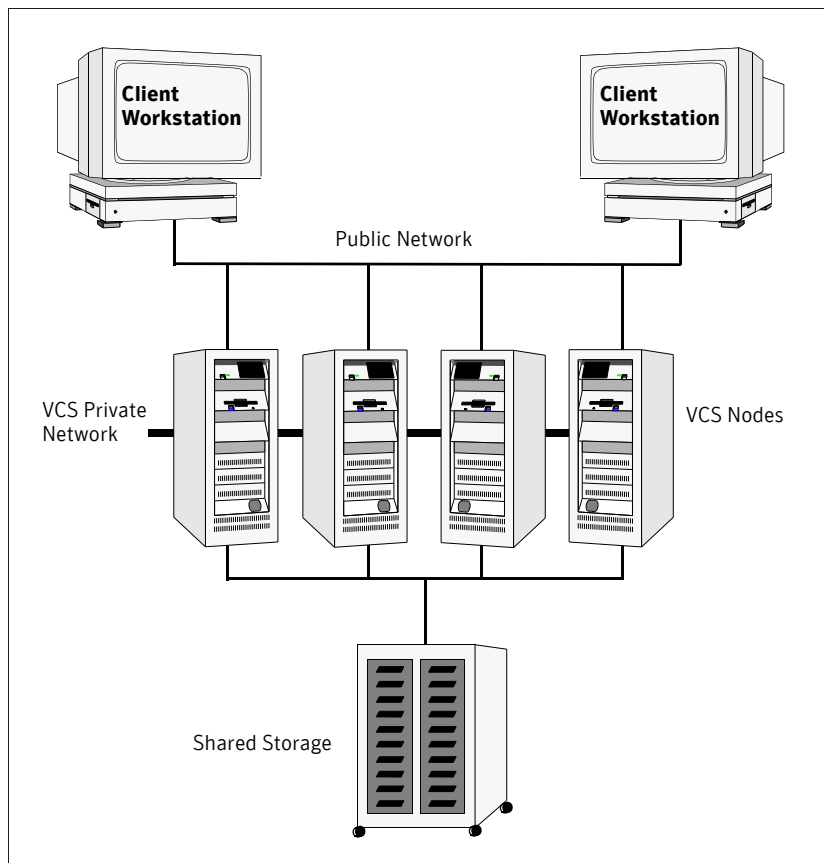 Client
Workstation
Client
Workstation
Public Network
VCS Private
Network
VCS Nodes
Shared Storage